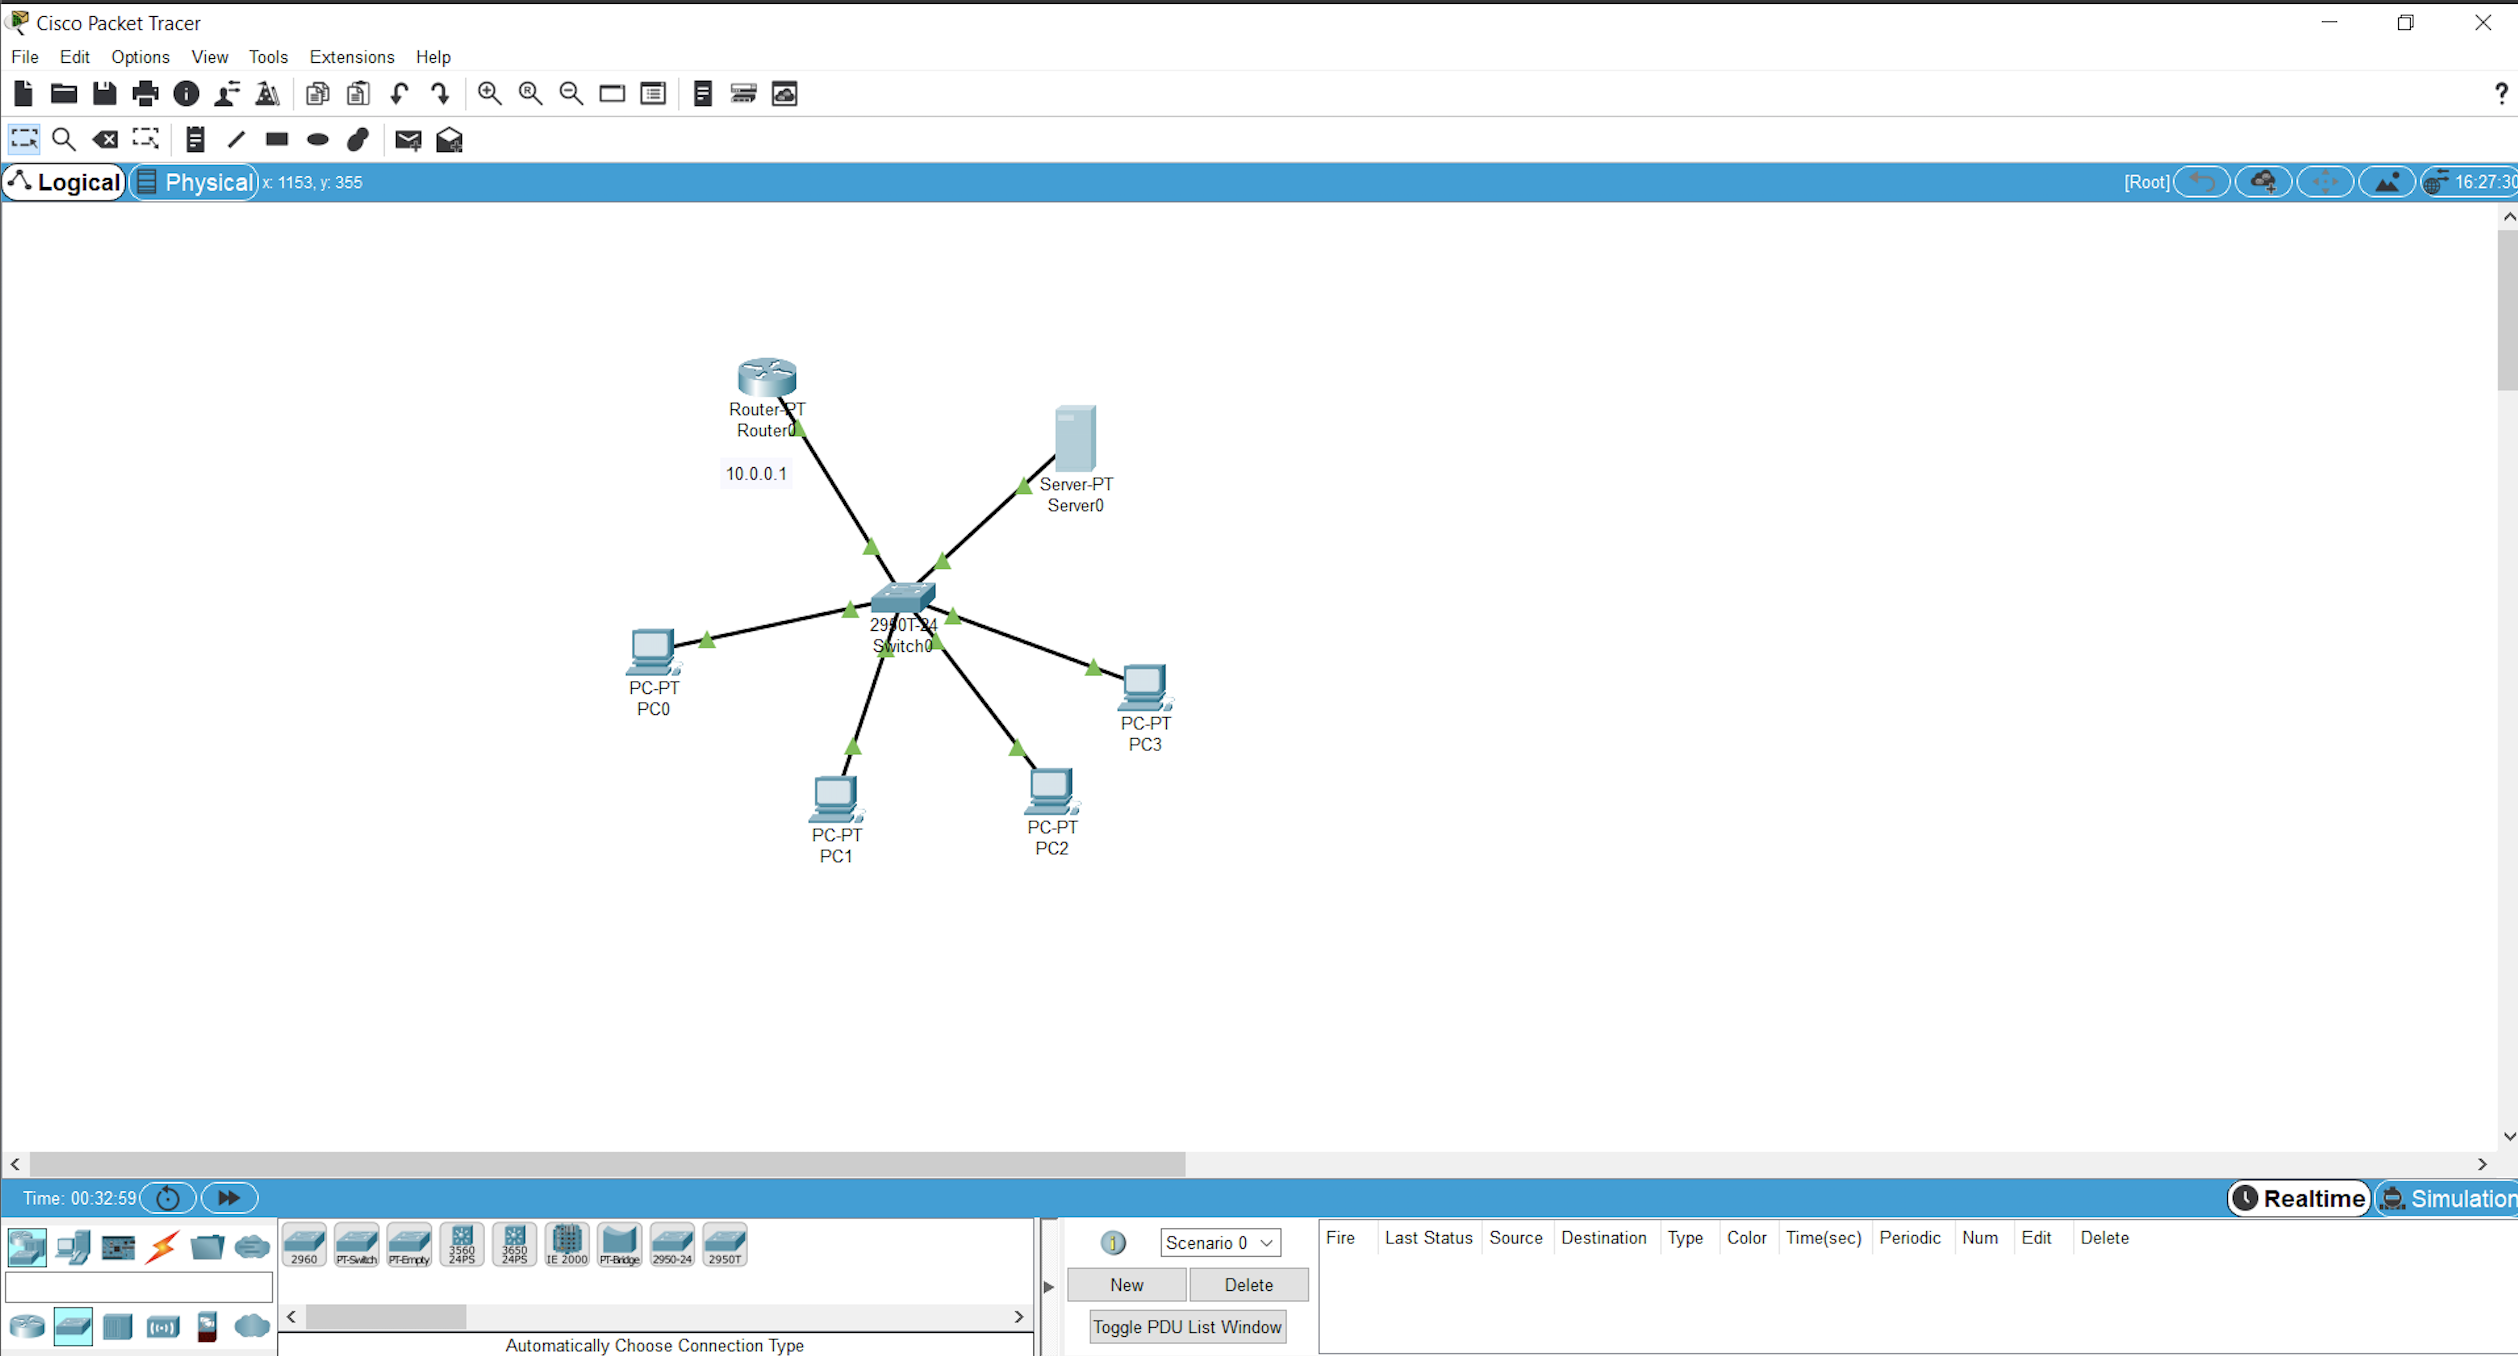 Cisco Packet Tracer
File Edit Options View Tools Extensions Help
?
Logical Physical x: 1153, y: 355 [Root] 16:27:30
Router-PT
Router0
10.0.0.1
Server-PT
Server0
2950T-24
Switch0
PC-PT
PC0
PC-PT
PC3
PC-PT
PC1
PC-PT
PC2
Time: 00:32:59 Realtime Simulation
2960 PT-Switch PT-Empty 3560 24PS 3650 24PS IE 2000 PT-Bridge 2950-24 2950T
Automatically Choose Connection Type
Scenario 0
New Delete
Toggle PDU List Window
Fire Last Status Source Destination Type Color Time(sec) Periodic Num Edit Delete